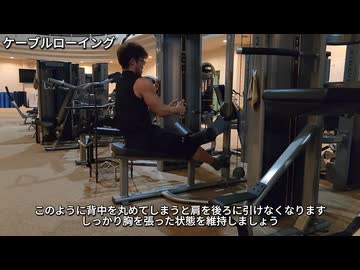 ケーブルローイング
このように背中を丸めてしまうと肩を後ろに引けなくなります
しっかり胸を張った状態を維持しましょう